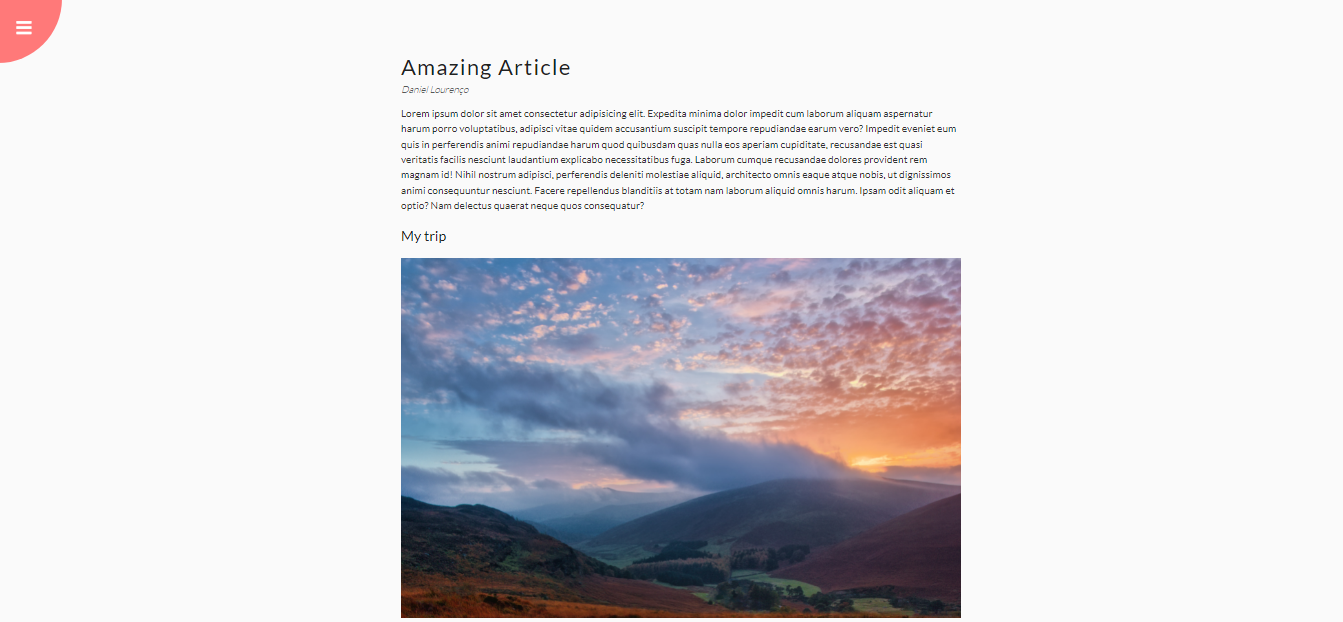 Amazing Article
Daniel Lourenço
Lorem ipsum dolor sit amet consectetur adipisicing elit. Expedita minima dolor impedit cum laborum aliquam aspernatur
harum porro voluptatibus, adipisci vitae quidem accusantium suscipit tempore repudiandae earum vero? Impedit eveniet eum
quis in perferendis animi repudiandae harum quod quibusdam quas nulla eos aperiam cupiditate, recusandae est quasi
veritatis facilis nesciunt laudantium explicabo necessitatibus fuga. Laborum cumque recusandae dolores provident rem
magnam id! Nihil nostrum adipisci, perferendis deleniti molestiae aliquid, architecto omnis eaque atque nobis, ut dignissimos
animi consequuntur nesciunt. Facere repellendus blanditiis at totam nam laborum aliquid omnis harum. Ipsam odit aliquam et
optio? Nam delectus quaerat neque quos consequatur?
My trip